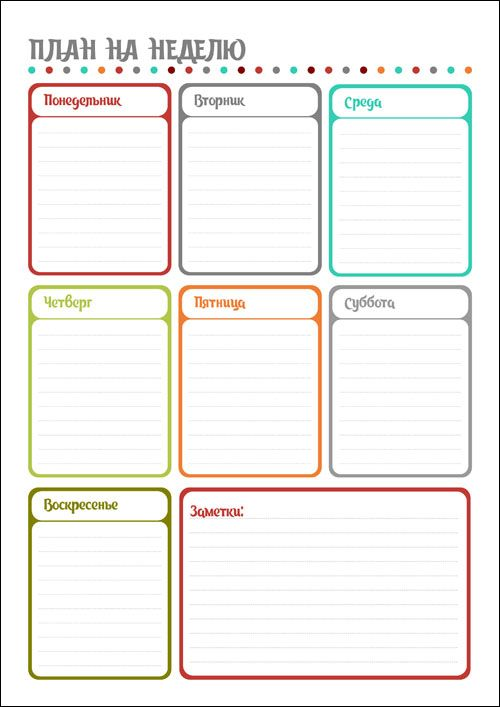 ПЛАН НА НЕДЕЛЮ
Понедельник
Вторник
Среда
Четверг
Пятница
Суббота
Воскресенье
Заметки: